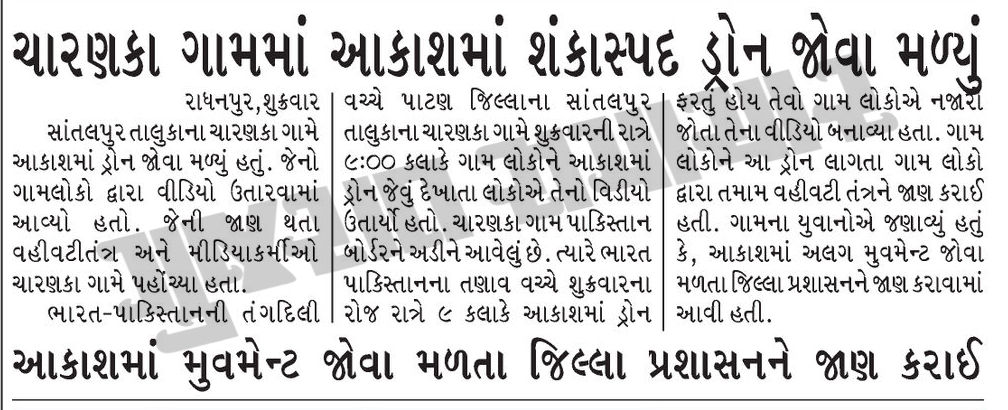 ચારણકા ગામમાં આકાશમાં શંકાસ્પદ ડ્રોન જોવા મળ્યું
રાધનપુર,શુક્રવાર
સાંતલપુર તાલુકાના ચારણકા ગામે
આકાશમાં ડ્રોન જોવા મળ્યું હતું. જેનો
ગામલોકો દ્વારા વીડિયો ઉતારવામાં
આવ્યો હતો. જેની જાણ થતા
વહીવટીતંત્ર અને મીડિયાકર્મીઓ
ચારણકા ગામે પહોંચ્યા હતા.
ભારત-પાકિસ્તાનની તંગદિલી
વચ્ચે પાટણ જિલ્લાના સાંતલપુર
તાલુકાના ચારણકા ગામે શુક્રવારની રાત્રે
૯:૦૦ કલાકે ગામ લોકોને આકાશમાં
ડ્રોન જેવું દેખાતા લોકોએ તેનો વિડીયો
ઉતાર્યો હતો. ચારણકા ગામ પાકિસ્તાન
બોર્ડરને અડીને આવેલું છે. ત્યારે ભારત
પાકિસ્તાનના તણાવ વચ્ચે શુક્રવારના
રોજ રાત્રે ૯ કલાકે આકાશમાં ડ્રોન
ફરતું હોય તેવો ગામ લોકોએ નજારો
જોતા તેના વીડિયો બનાવ્યા હતા. ગામ
લોકોને આ ડ્રોન લાગતા ગામ લોકો
દ્વારા તમામ વહીવટી તંત્રને જાણ કરાઈ
હતી. ગામના યુવાનોએ જણાવ્યું હતું
કે, આકાશમાં અલગ મુવમેન્ટ જોવા
મળતા જિલ્લા પ્રશાસનને જાણ કરાવામાં
આવી હતી.
આકાશમાં મુવમેન્ટ જોવા મળતા જિલ્લા પ્રશાસનને જાણ કરાઈ